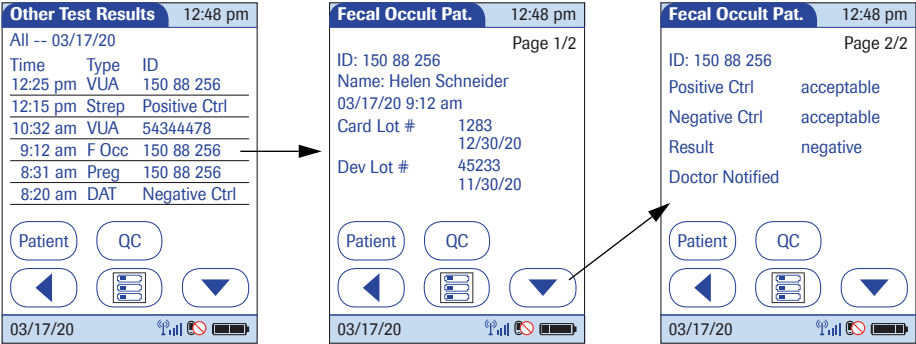 Other Test Results 12:48 pm
All -- 03/17/20
Time Type ID
12:25 pm VUA 150 88 256
12:15 pm Strep Positive Ctrl
10:32 am VUA 54344478
9:12 am F Occ 150 88 256
8:31 am Preg 150 88 256
8:20 am DAT Negative Ctrl
Patient QC
03/17/20
Fecal Occult Pat. 12:48 pm
Page 1/2
ID: 150 88 256
Name: Helen Schneider
03/17/20 9:12 am
Card Lot # 1283
12/30/20
Dev Lot # 45233
11/30/20
Patient QC
03/17/20
Fecal Occult Pat. 12:48 pm
Page 2/2
ID: 150 88 256
Positive Ctrl acceptable
Negative Ctrl acceptable
Result negative
Doctor Notified
Patient QC
03/17/20